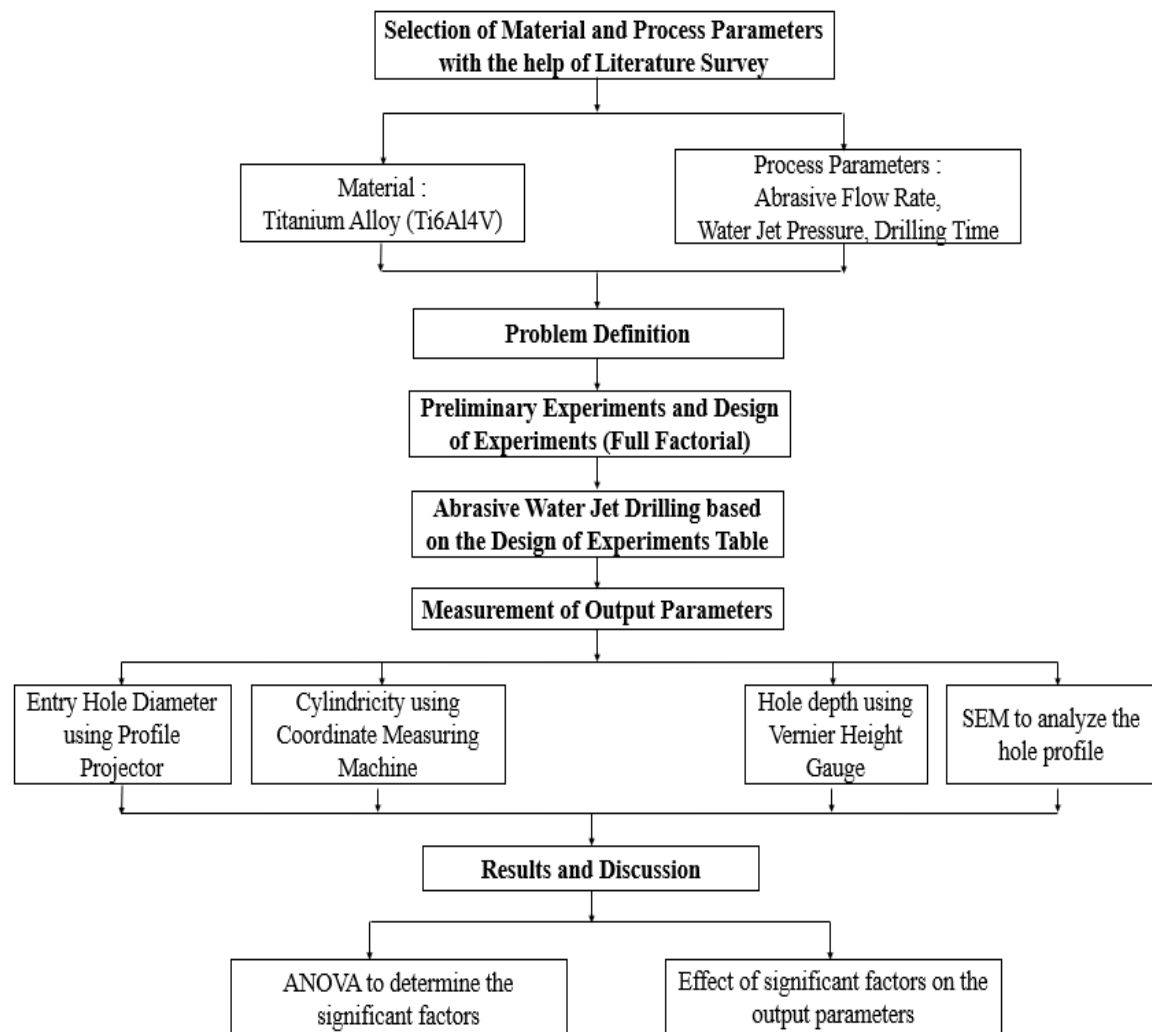 Selection of Material and Process Parameters
with the help of Literature Survey
Material :
Titanium Alloy (Ti6Al4V)
Process Parameters :
Abrasive Flow Rate,
Water Jet Pressure, Drilling Time
Problem Definition
Preliminary Experiments and Design
of Experiments (Full Factorial)
Abrasive Water Jet Drilling based
on the Design of Experiments Table
Measurement of Output Parameters
Entry Hole Diameter
using Profile
Projector
Cylindricity using
Coordinate Measuring
Machine
Hole depth using
Vernier Height
Gauge
SEM to analyze the
hole profile
Results and Discussion
ANOVA to determine the
significant factors
Effect of significant factors on the
output parameters